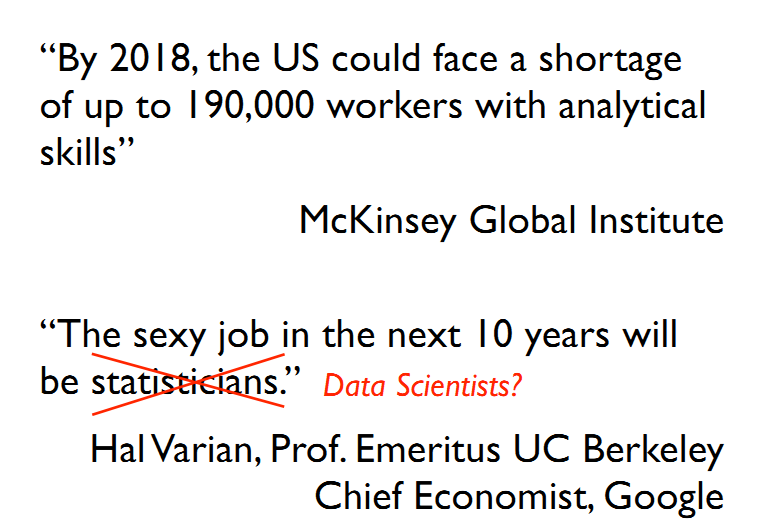 “By 2018, the US could face a shortage
of up to 190,000 workers with analytical
skills”
McKinsey Global Institute
“The sexy job in the next 10 years will
be statisticians.” Data Scientists?
Hal Varian, Prof. Emeritus UC Berkeley
Chief Economist, Google